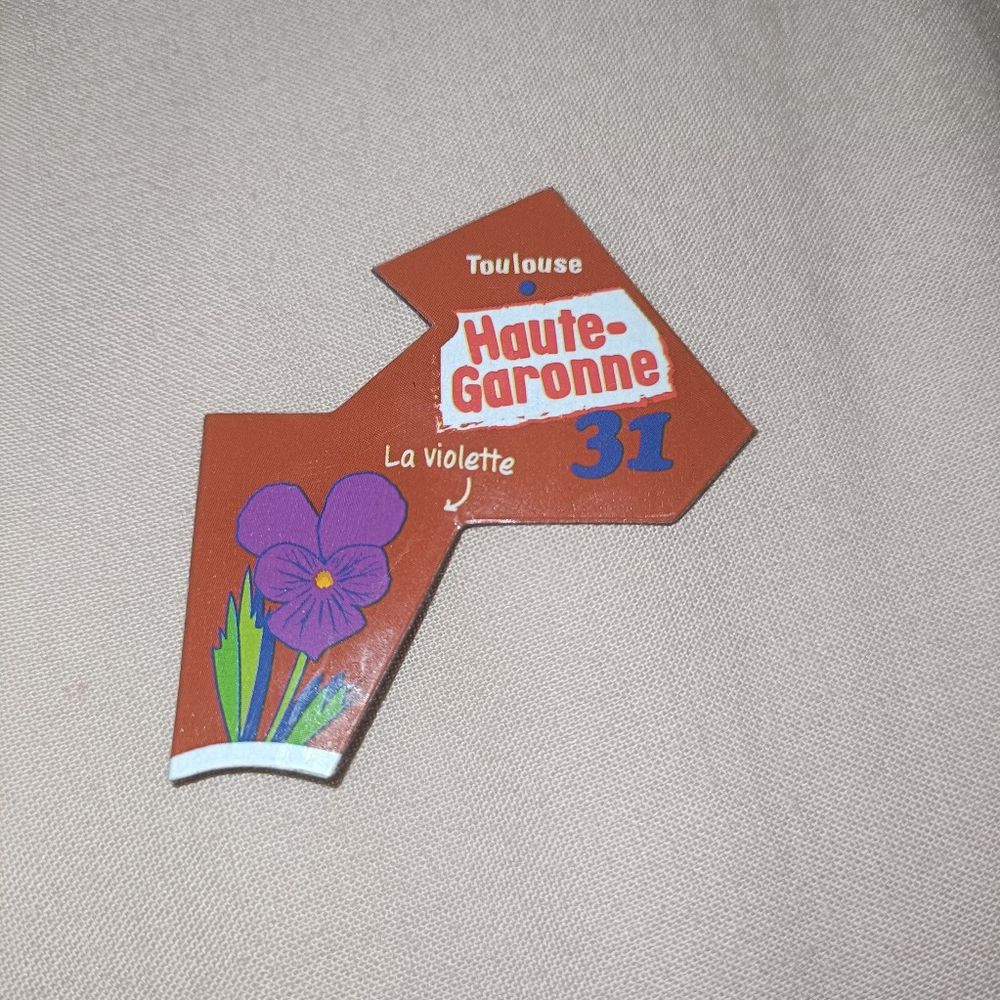 Toulouse
Haute-
Garonne
31
La violette